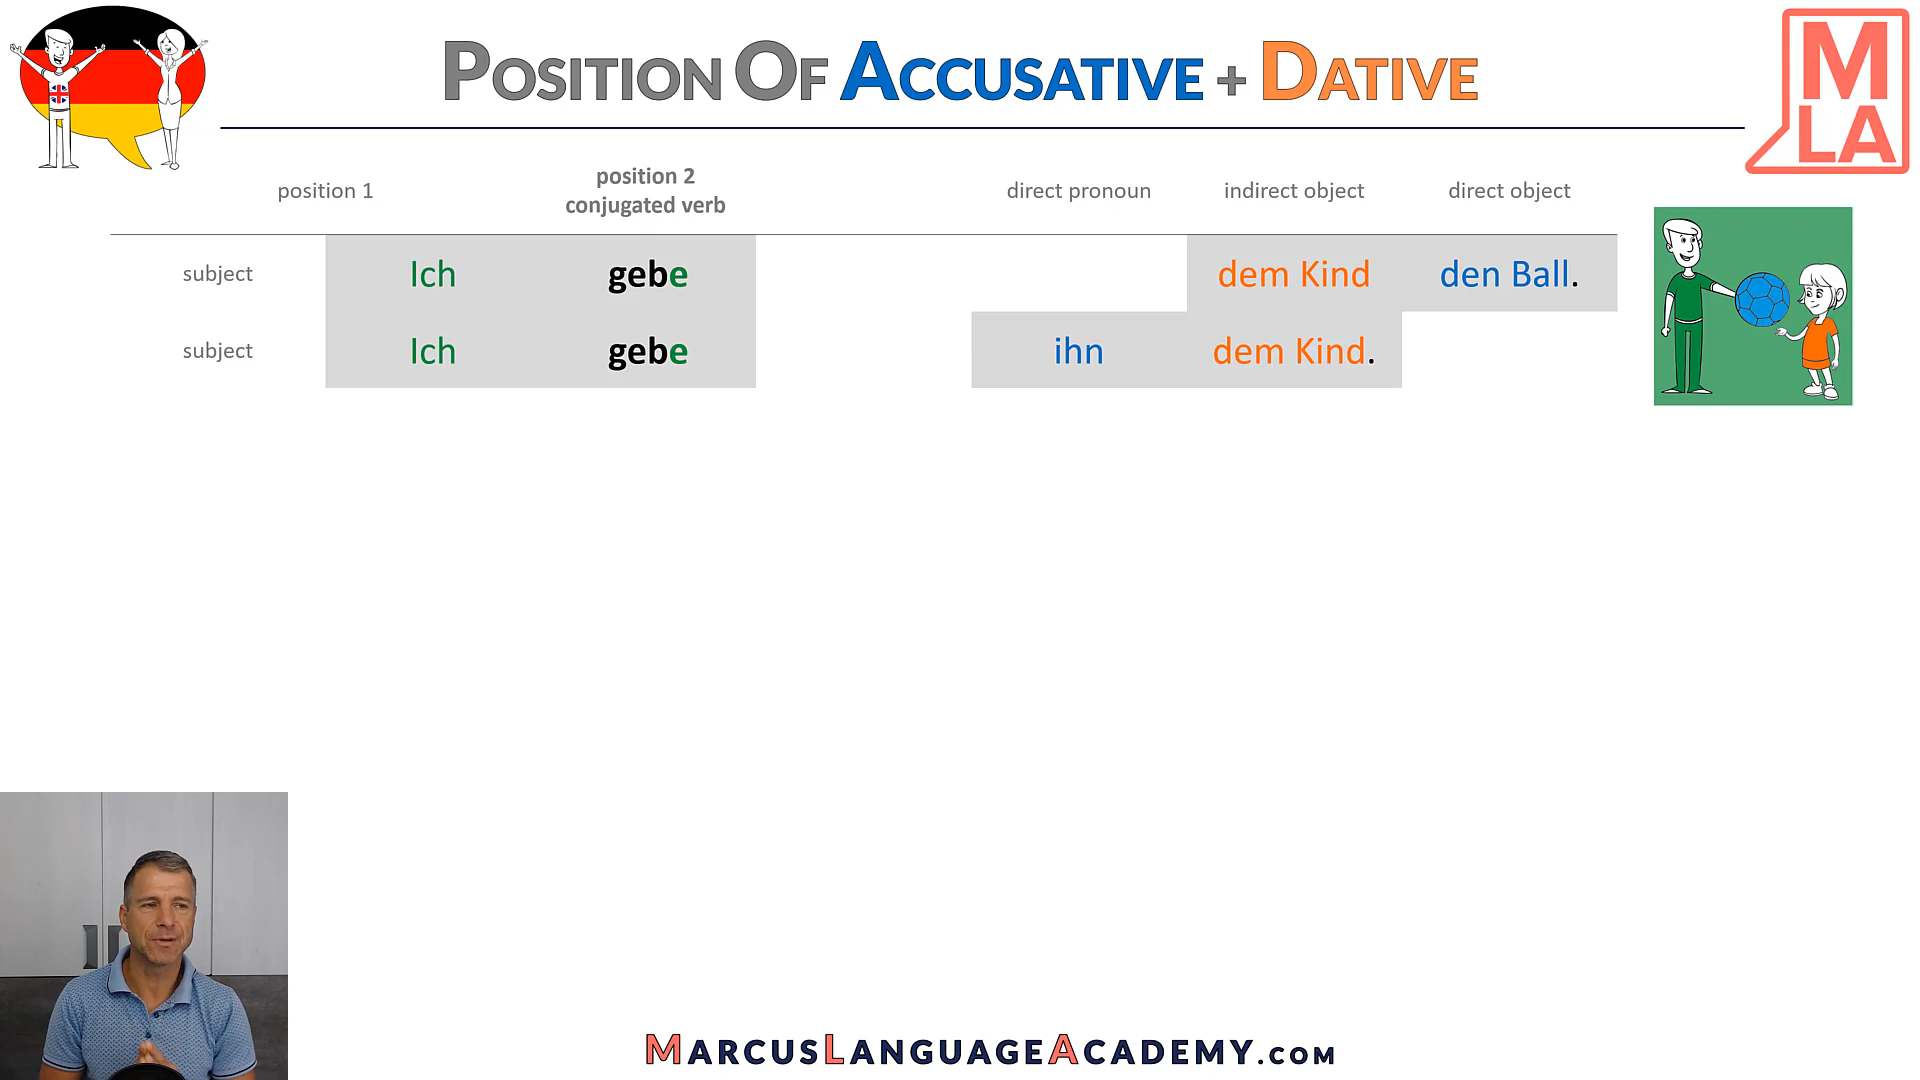 POSITION OF ACCUSATIVE + DATIVE
M
LA
position 1
position 2
conjugated verb
direct pronoun
indirect object
direct object
subject Ich gebe dem Kind den Ball.
subject Ich gebe ihn dem Kind.
MARCUSLANGUAGEACADEMY.COM